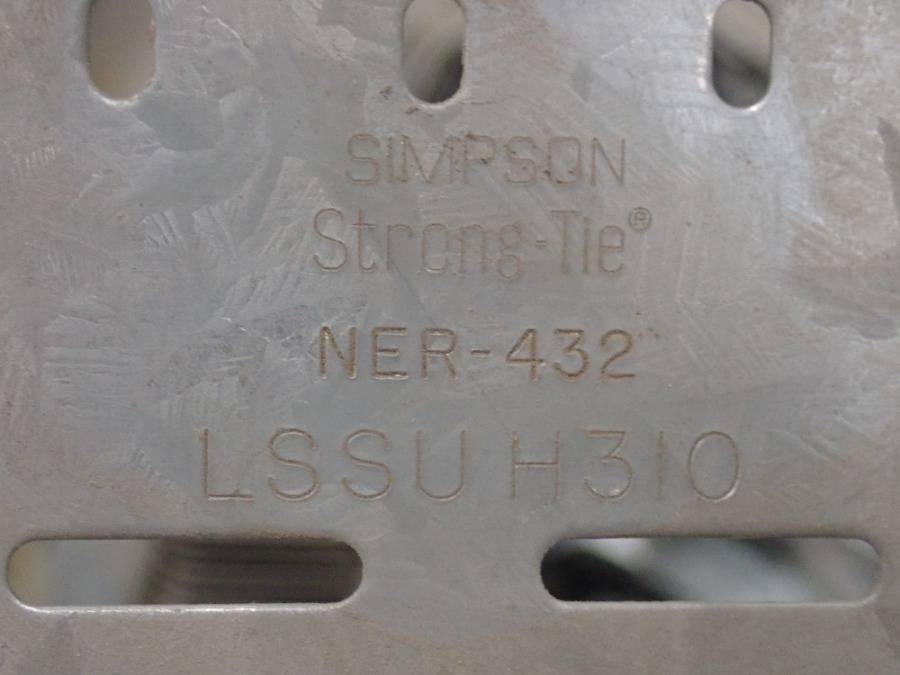 SIMPSON
Strong-Tie®
NER-432
LSSU H310